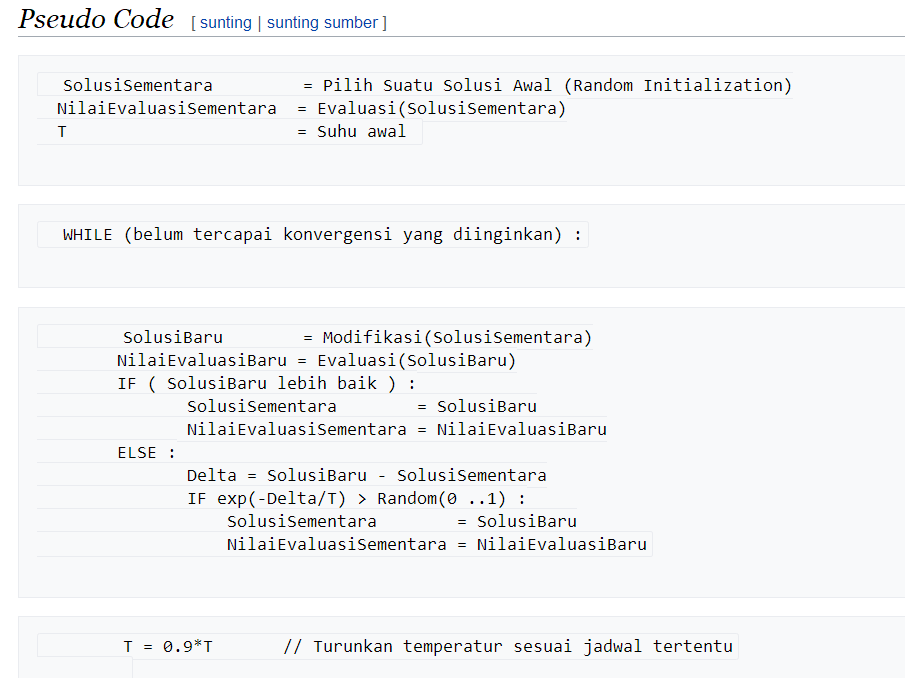 Pseudo Code [ sunting | sunting sumber ]
SolusiSementara = Pilih Suatu Solusi Awal (Random Initialization)
NilaiEvaluasiSementara = Evaluasi(SolusiSementara)
T = Suhu awal
WHILE (belum tercapai konvergensi yang diinginkan) :
SolusiBaru = Modifikasi(SolusiSementara)
NilaiEvaluasiBaru = Evaluasi(SolusiBaru)
IF ( SolusiBaru lebih baik ) :
SolusiSementara = SolusiBaru
NilaiEvaluasiSementara = NilaiEvaluasiBaru
ELSE :
Delta = SolusiBaru - SolusiSementara
IF exp(-Delta/T) > Random(0 ..1) :
SolusiSementara = SolusiBaru
NilaiEvaluasiSementara = NilaiEvaluasiBaru
T = 0.9*T // Turunkan temperatur sesuai jadwal tertentu